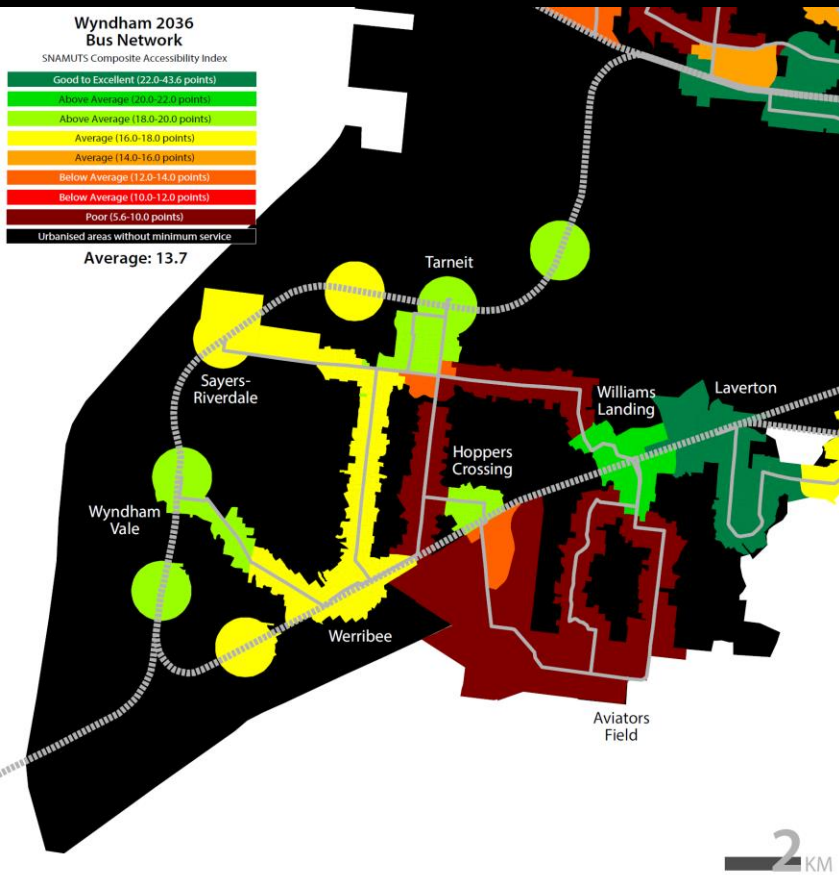 Wyndham 2036
Bus Network
SNAMUTS Composite Accessibility Index
Good to Excellent (22.0-43.6 points)
Above Average (20.0-22.0 points)
Above Average (18.0-20.0 points)
Average (16.0-18.0 points)
Average (14.0-16.0 points)
Below Average (12.0-14.0 points)
Below Average (10.0-12.0 points)
Poor (5.6-10.0 points)
Urbanised areas without minimum service
Average: 13.7
Tarneit
Sayers-
Riverdale
Williams
Landing
Laverton
Hoppers
Crossing
Wyndham
Vale
Werribee
Aviators
Field
2 KM